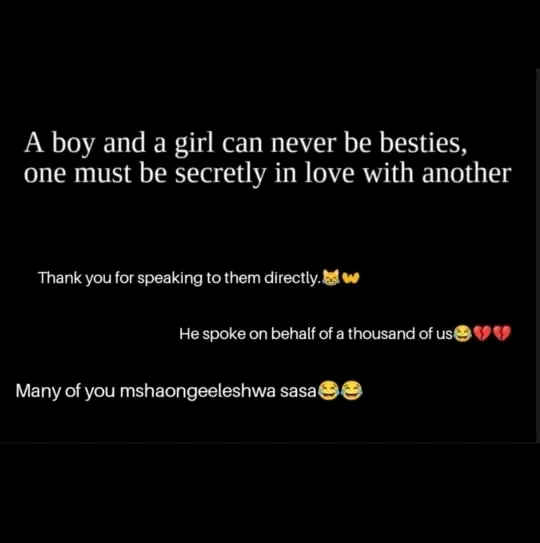 A boy and a girl can never be besties,
one must be secretly in love with another
Thank you for speaking to them directly.😹👐
He spoke on behalf of a thousand of us😂💔💔
Many of you mshaongeeleshwa sasa😂😂